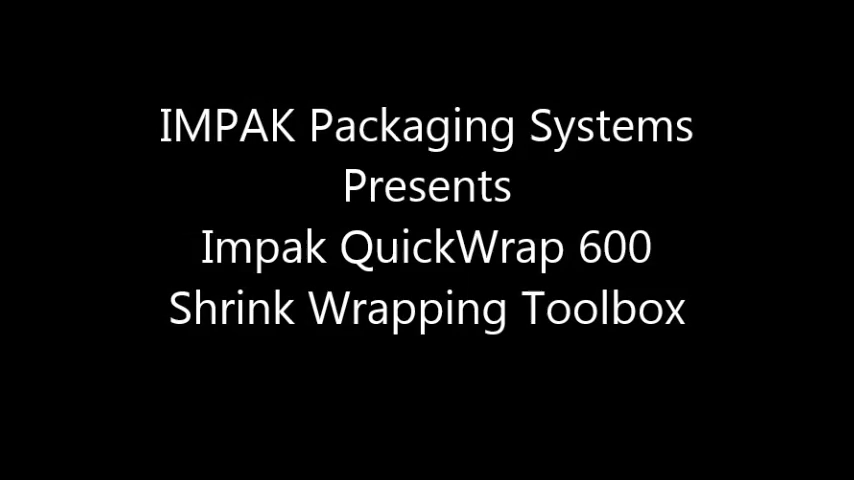 IMPAK Packaging Systems
Presents
Impak QuickWrap 600
Shrink Wrapping Toolbox